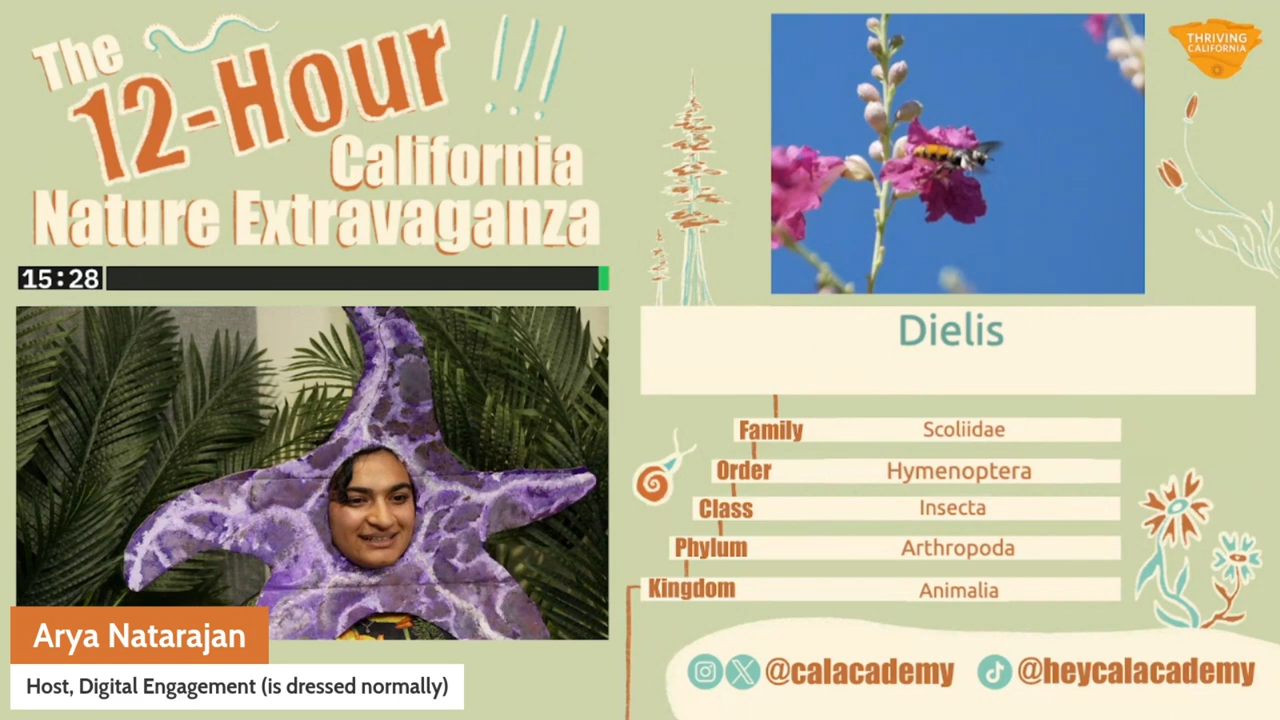 The
12-Hour
!!!
California
Nature Extravaganza
THRIVING
CALIFORNIA
15:28
Dielis
Family Scoliidae
Order Hymenoptera
Class Insecta
Phylum Arthropoda
Kingdom Animalia
Arya Natarajan
Host, Digital Engagement (is dressed normally)
@calacademy @heycalacademy